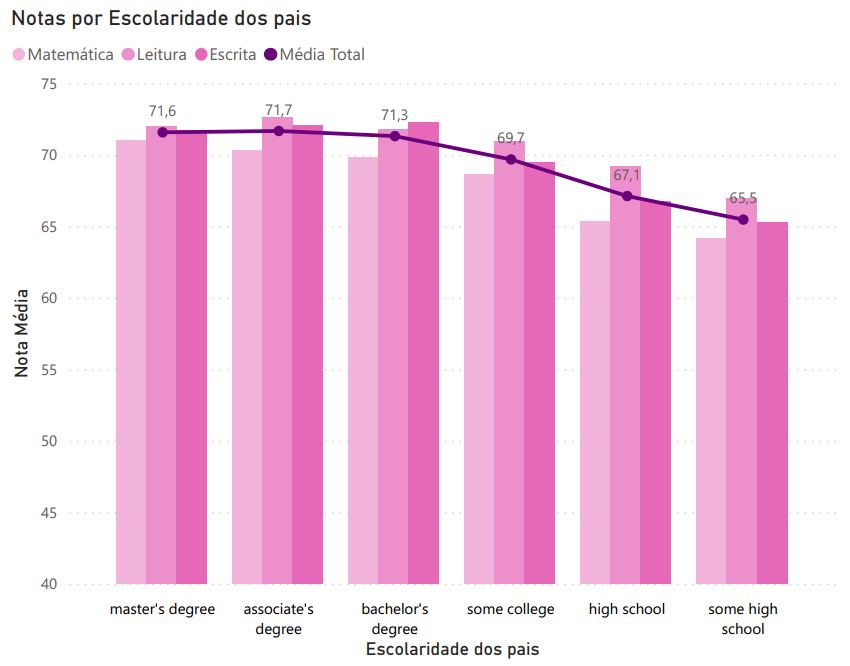 Notas por Escolaridade dos pais
Matemática Leitura Escrita Média Total
75
70
65
60
55
50
45
40
Nota Média
71,6
71,7
71,3
69,7
67,1
65,5
master's degree
associate's
degree
bachelor's
degree
some college
high school
some high
school
Escolaridade dos pais